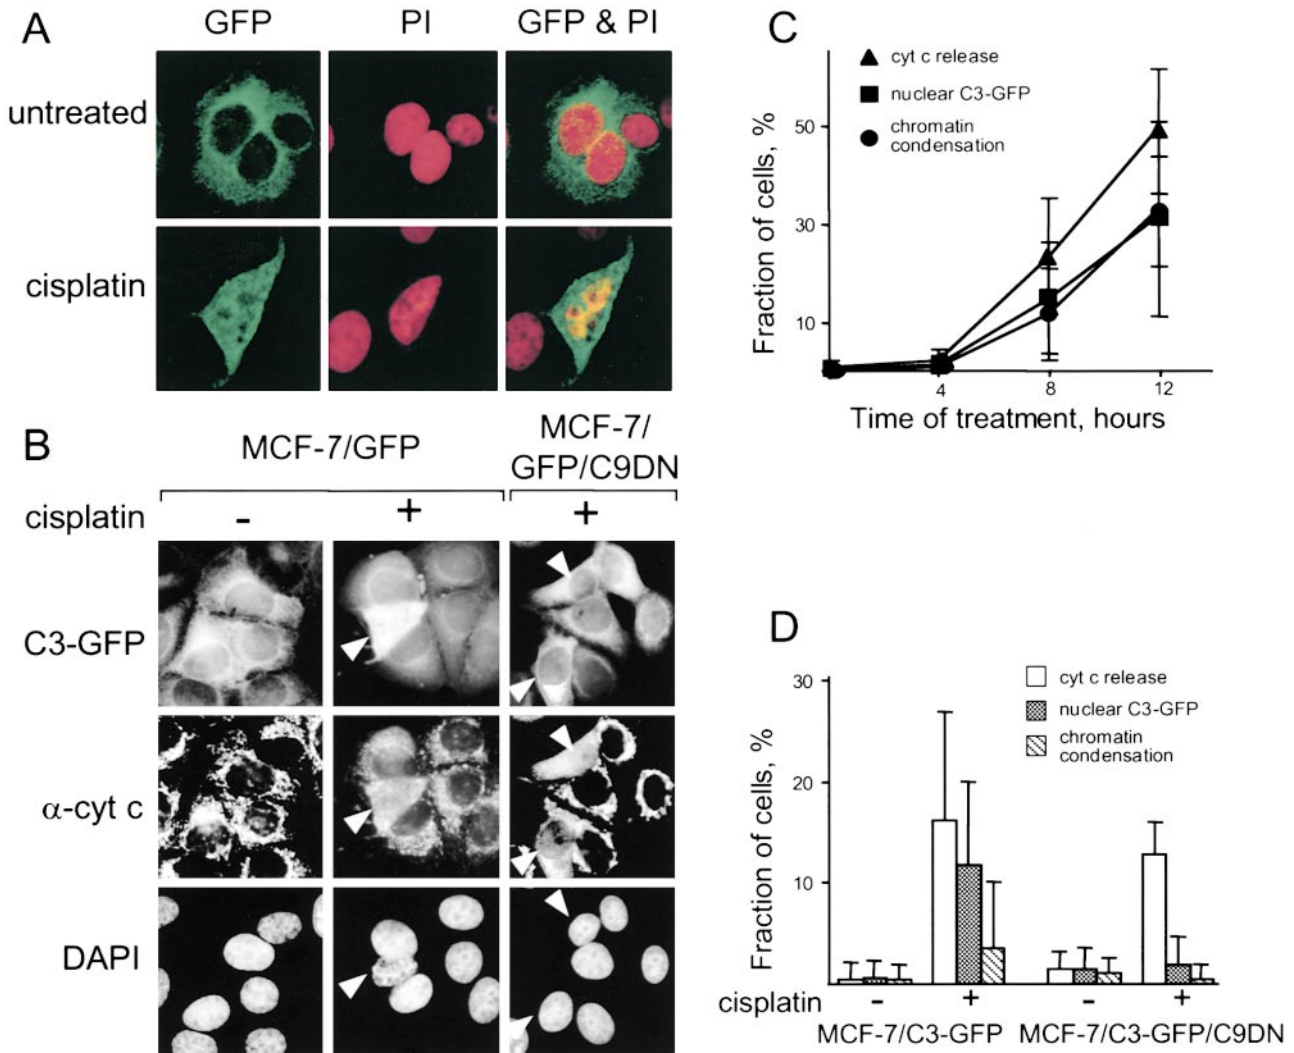 A
GFP PI GFP & PI
untreated
cisplatin
B
MCF-7/GFP
MCF-7/
GFP/C9DN
cisplatin - + +
C3-GFP
α-cyt c
DAPI
C
cyt c release
nuclear C3-GFP
chromatin
condensation
Fraction of cells, %
50
30
10
4 8 12
Time of treatment, hours
D
cyt c release
nuclear C3-GFP
chromatin
condensation
Fraction of cells, %
30
20
10
cisplatin - + - +
MCF-7/C3-GFP MCF-7/C3-GFP/C9DN